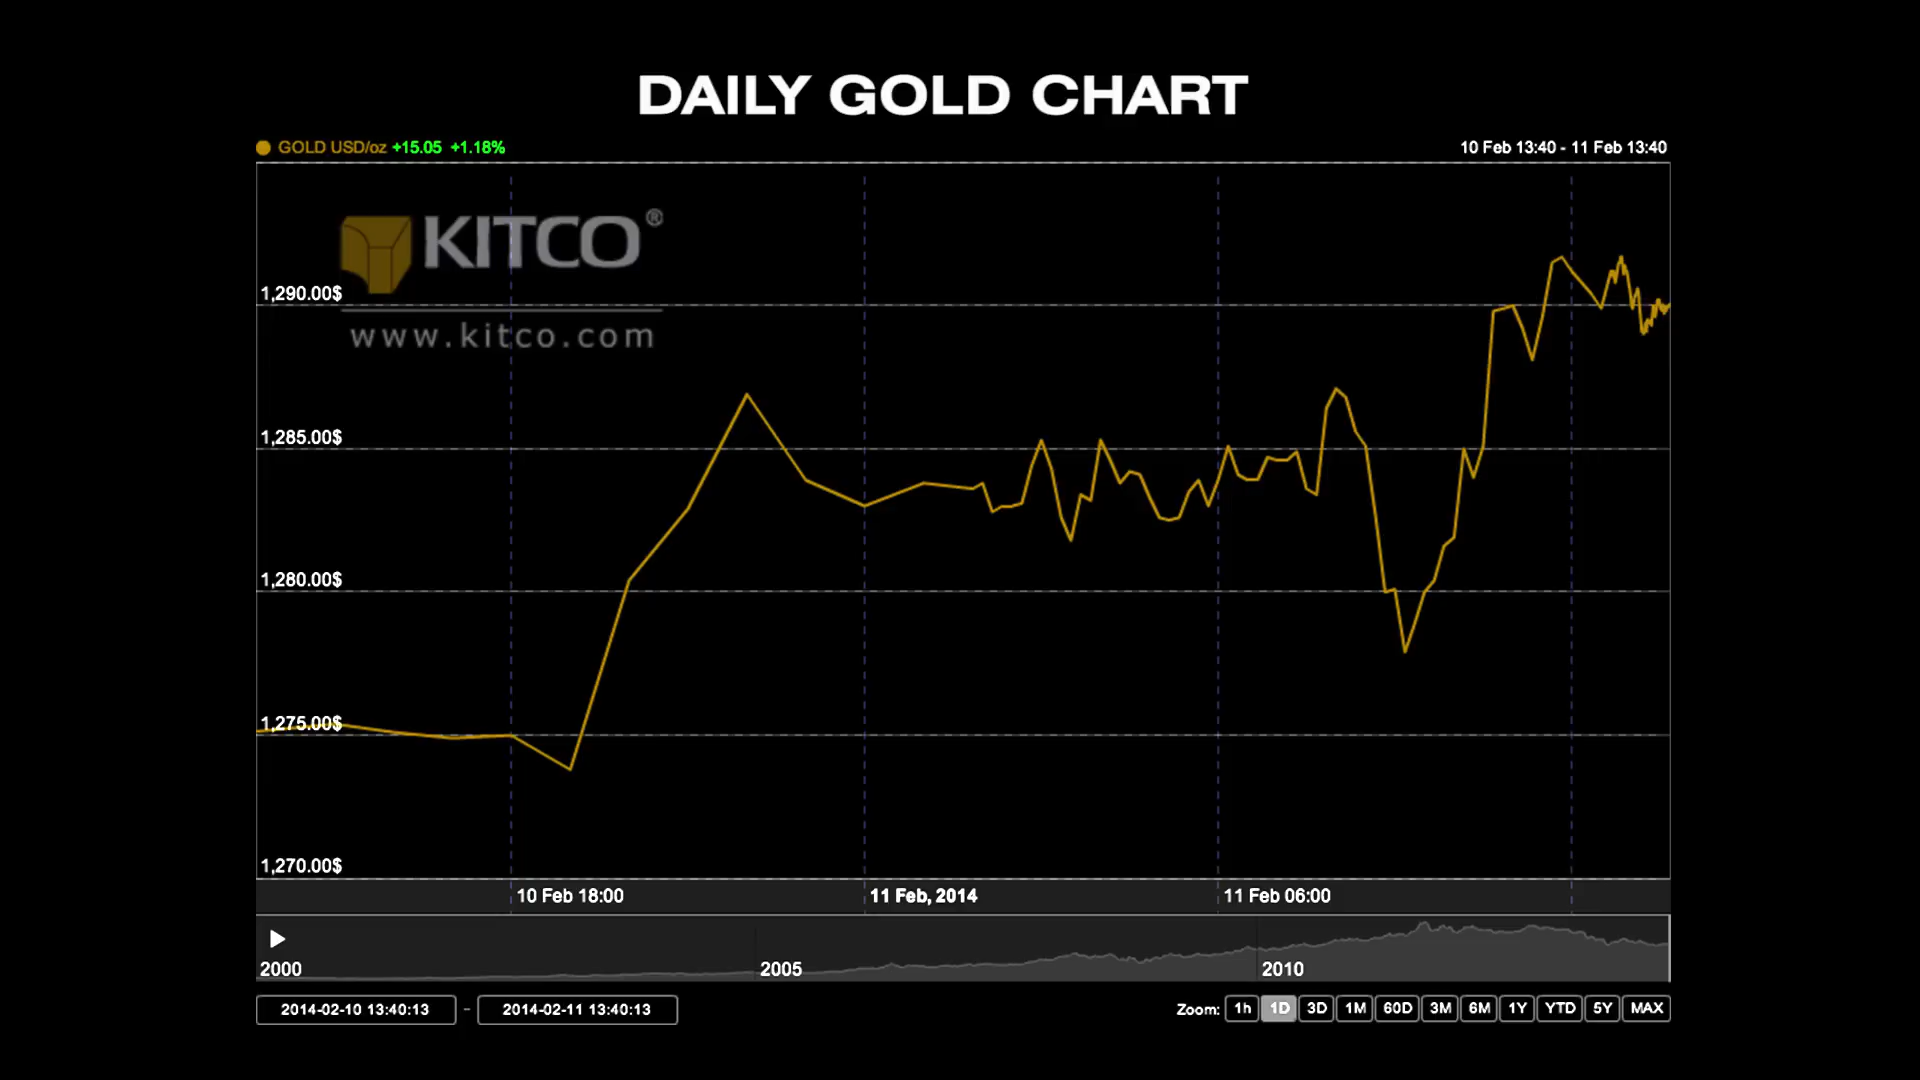 DAILY GOLD CHART
GOLD USD/oz +15.05 +1.18%
10 Feb 13:40 - 11 Feb 13:40
KITCO®
www.kitco.com
1,290.00$
1,285.00$
1,280.00$
1,275.00$
1,270.00$
10 Feb 18:00
11 Feb, 2014
11 Feb 06:00
2000
2005
2010
2014-02-10 13:40:13 - 2014-02-11 13:40:13
Zoom: 1h 1D 3D 1M 60D 3M 6M 1Y YTD 5Y MAX